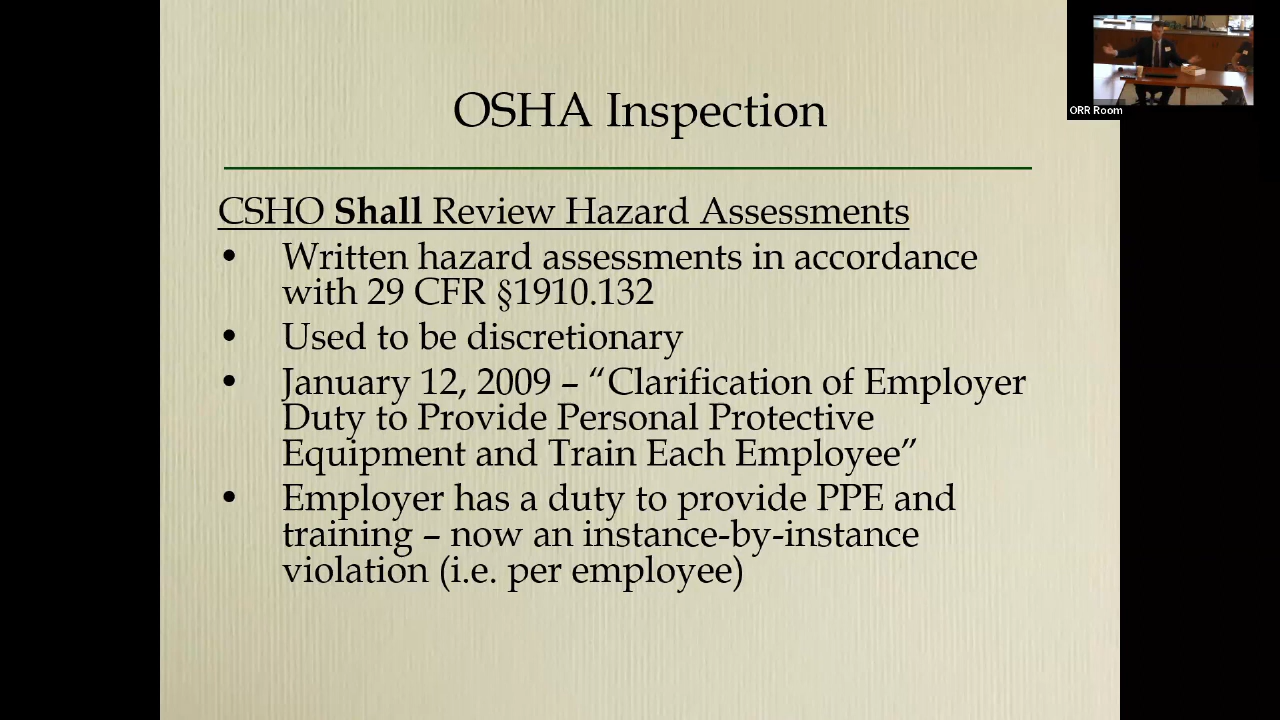 OSHA Inspection
ORR Room
CSHO Shall Review Hazard Assessments
• Written hazard assessments in accordance
with 29 CFR §1910.132
• Used to be discretionary
• January 12, 2009 – “Clarification of Employer
Duty to Provide Personal Protective
Equipment and Train Each Employee”
• Employer has a duty to provide PPE and
training – now an instance-by-instance
violation (i.e. per employee)